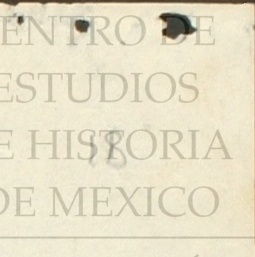 ENTRO DE
ESTUDIOS
E HISTORIA
DE MEXICO